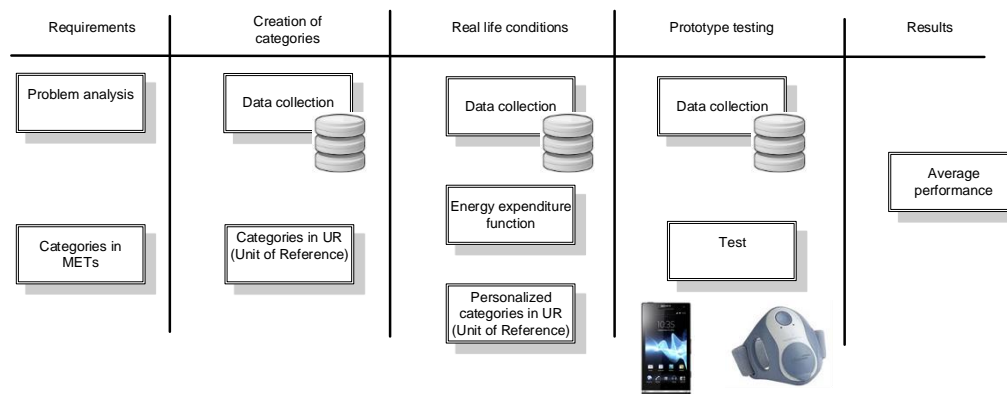 Requirements
Creation of
categories
Real life conditions
Prototype testing
Results
Problem analysis
Categories in
METs
Data collection
Categories in UR
(Unit of Reference)
Data collection
Energy expenditure
function
Personalized
categories in UR
(Unit of Reference)
Data collection
Test
10:35
Average
performance